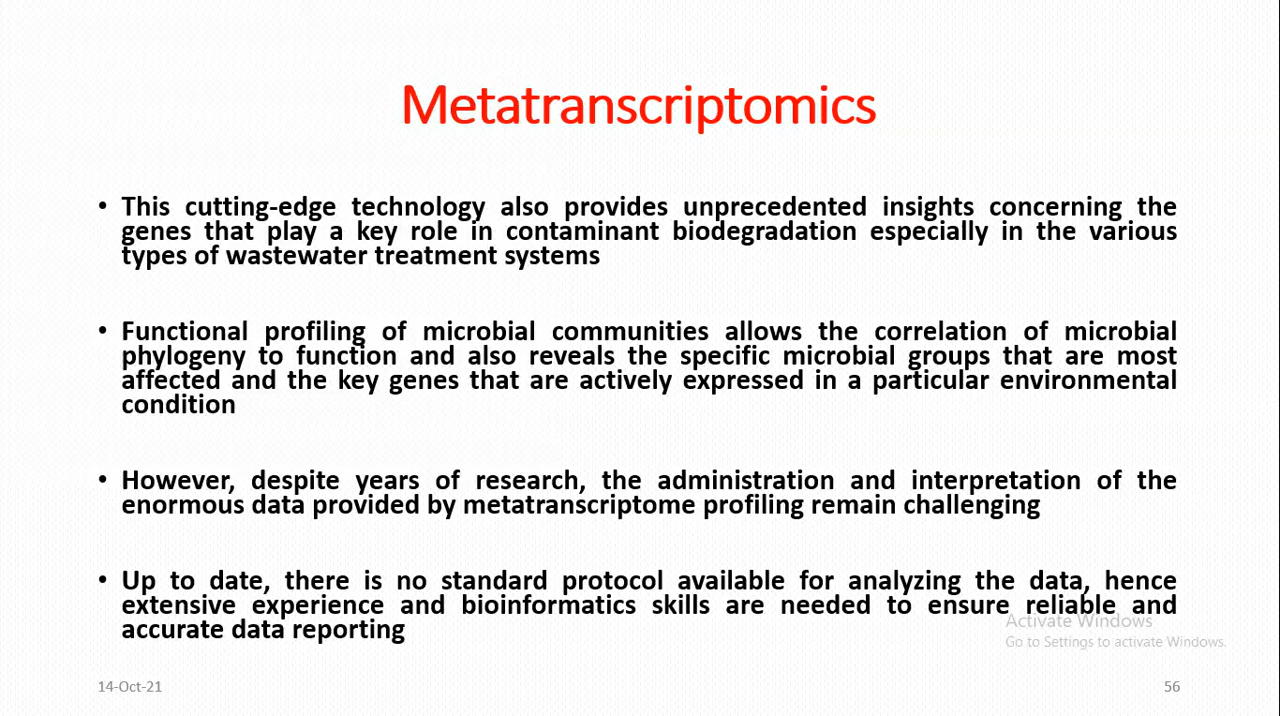 Metatranscriptomics
• This cutting-edge technology also provides unprecedented insights concerning the
genes that play a key role in contaminant biodegradation especially in the various
types of wastewater treatment systems
• Functional profiling of microbial communities allows the correlation of microbial
phylogeny to function and also reveals the specific microbial groups that are most
affected and the key genes that are actively expressed in a particular environmental
condition
• However, despite years of research, the administration and interpretation of the
enormous data provided by metatranscriptome profiling remain challenging
• Up to date, there is no standard protocol available for analyzing the data, hence
extensive experience and bioinformatics skills are needed to ensure reliable and
accurate data reporting
Activate Windows
Go to Settings to activate Windows.
14-Oct-21
56